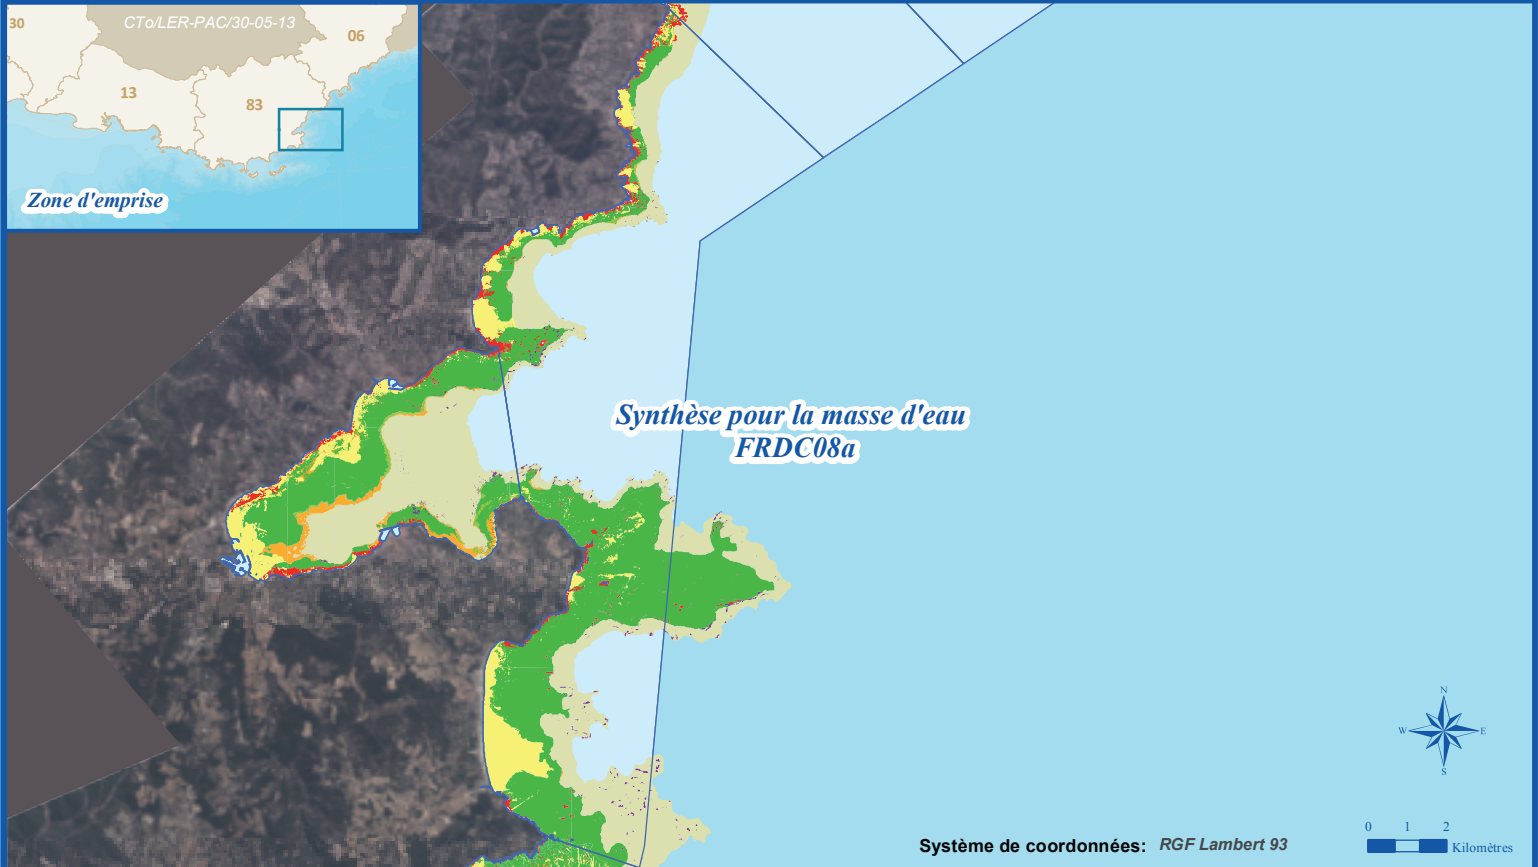 30
CTo/LER-PAC/30-05-13
06
13
83
Zone d'emprise
Synthèse pour la masse d'eau
FRDC08a
N
W
E
S
0 1 2
Kilomètres
Système de coordonnées: RGF Lambert 93